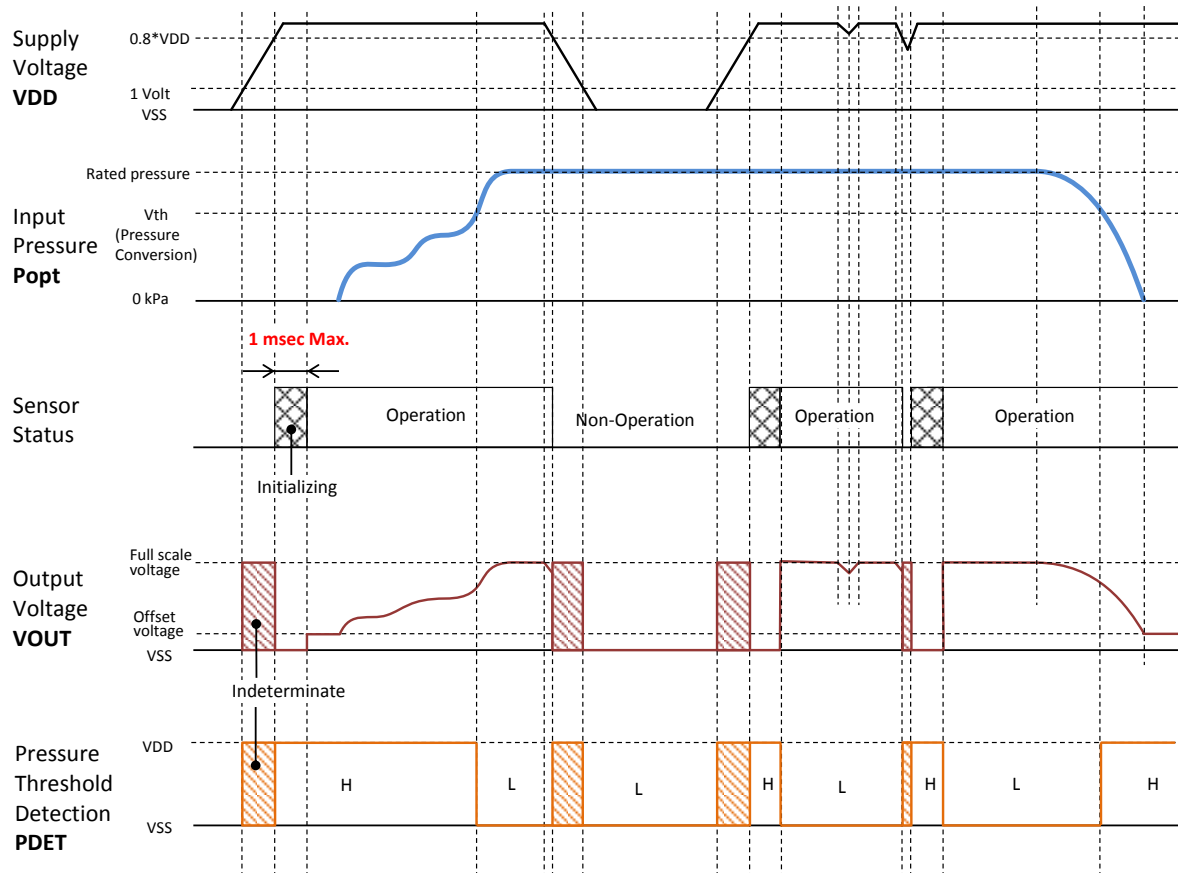 Supply
Voltage
VDD
0.8*VDD
1 Volt
VSS
Input
Pressure
Popt
Rated pressure
Vth
(Pressure
Conversion)
0 kPa
1 msec Max.
Sensor
Status
Operation
Non-Operation
Operation
Operation
Initializing
Output
Voltage
VOUT
Full scale
voltage
Offset
voltage
VSS
Indeterminate
Pressure
Threshold
Detection
PDET
VDD
VSS
H
L
L
H
L
H
L
H